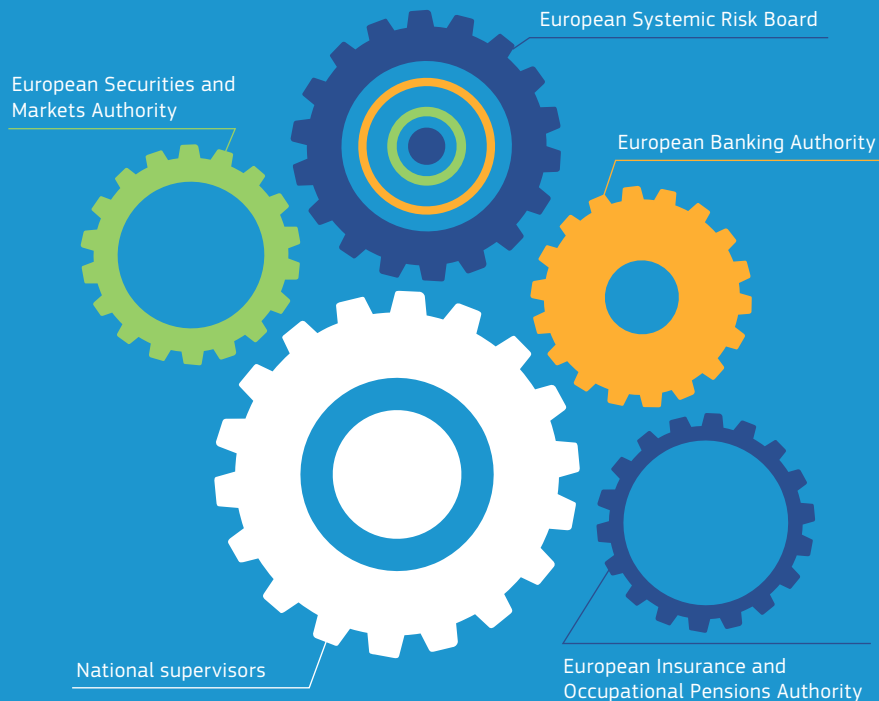 European Systemic Risk Board
European Securities and
Markets Authority
European Banking Authority
National supervisors
European Insurance and
Occupational Pensions Authority